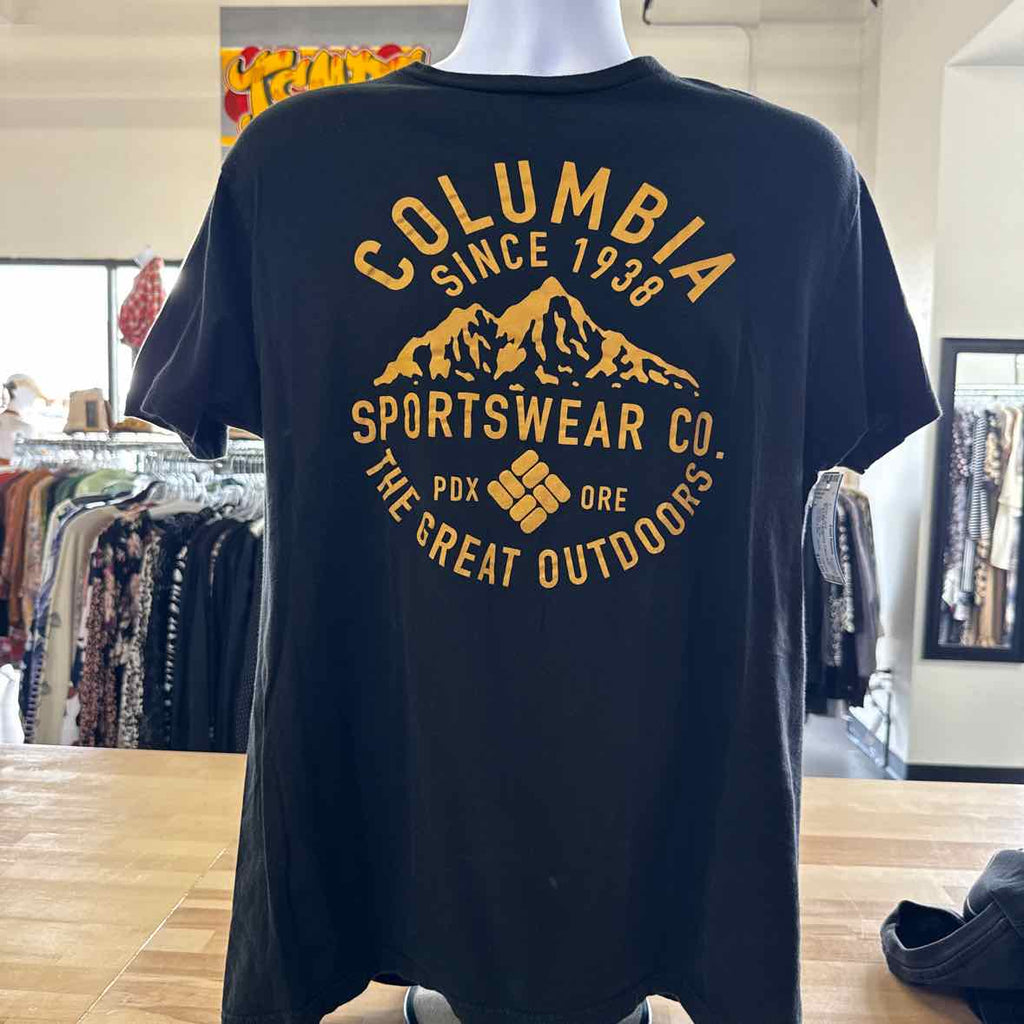 COLUMBIA
SINCE 1938
SPORTSWEAR CO.
PDX ORE
THE GREAT OUTDOORS